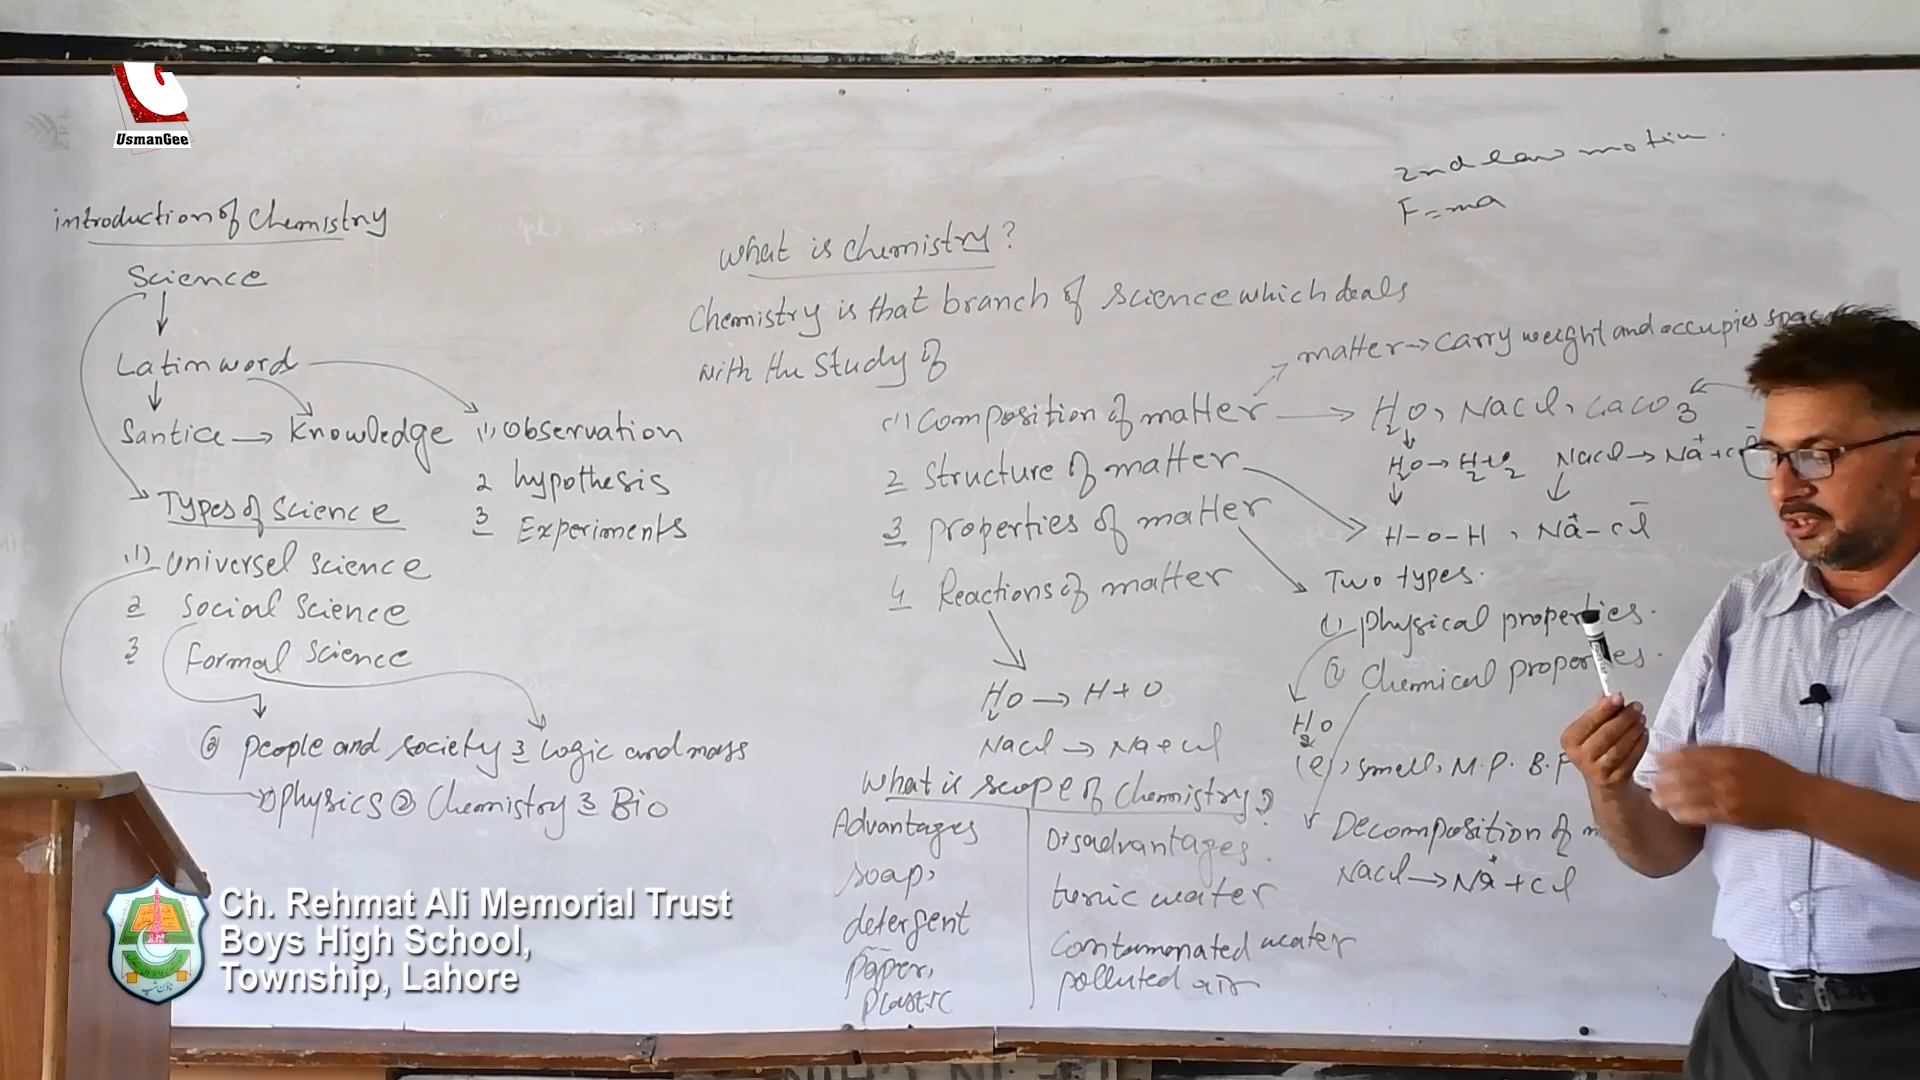 UsmanGee
2nd law motion.
F=ma
introduction of Chemistry
Science
Latin word
Santice → Knowledge
(1) Observation
2 hypothesis
3 Experiments
Types of Science
(1) Universel Science
2 Social Science
3 Formal Science
② people and society 3 Logic and mass
① physics ② Chemistry 3 Bio
What is Chemistry?
Chemistry is that branch of science which deals
with the study of
matter → carry weight and occupies space
(1) Composition of matter → H2O, NaCl, CaCO3
H2O → H2+O2 NaCl → Na+ + Cl
2 Structure of matter
H-O-H, Na+-Cl-
3 properties of matter
Two types.
(1) physical properties.
② Chemical properties.
H2O
smell, M.P. B.P
Decomposition of
NaCl → Na+ + Cl
4 Reactions of matter
H2O → H + O
NaCl → Na + Cl
What is scope of Chemistry?
Advantages
soap,
detergent
paper,
plastic
Disadvantages.
water
Contamonated water
polluted air
Ch. Rehmat Ali Memorial Trust
Boys High School,
Township, Lahore